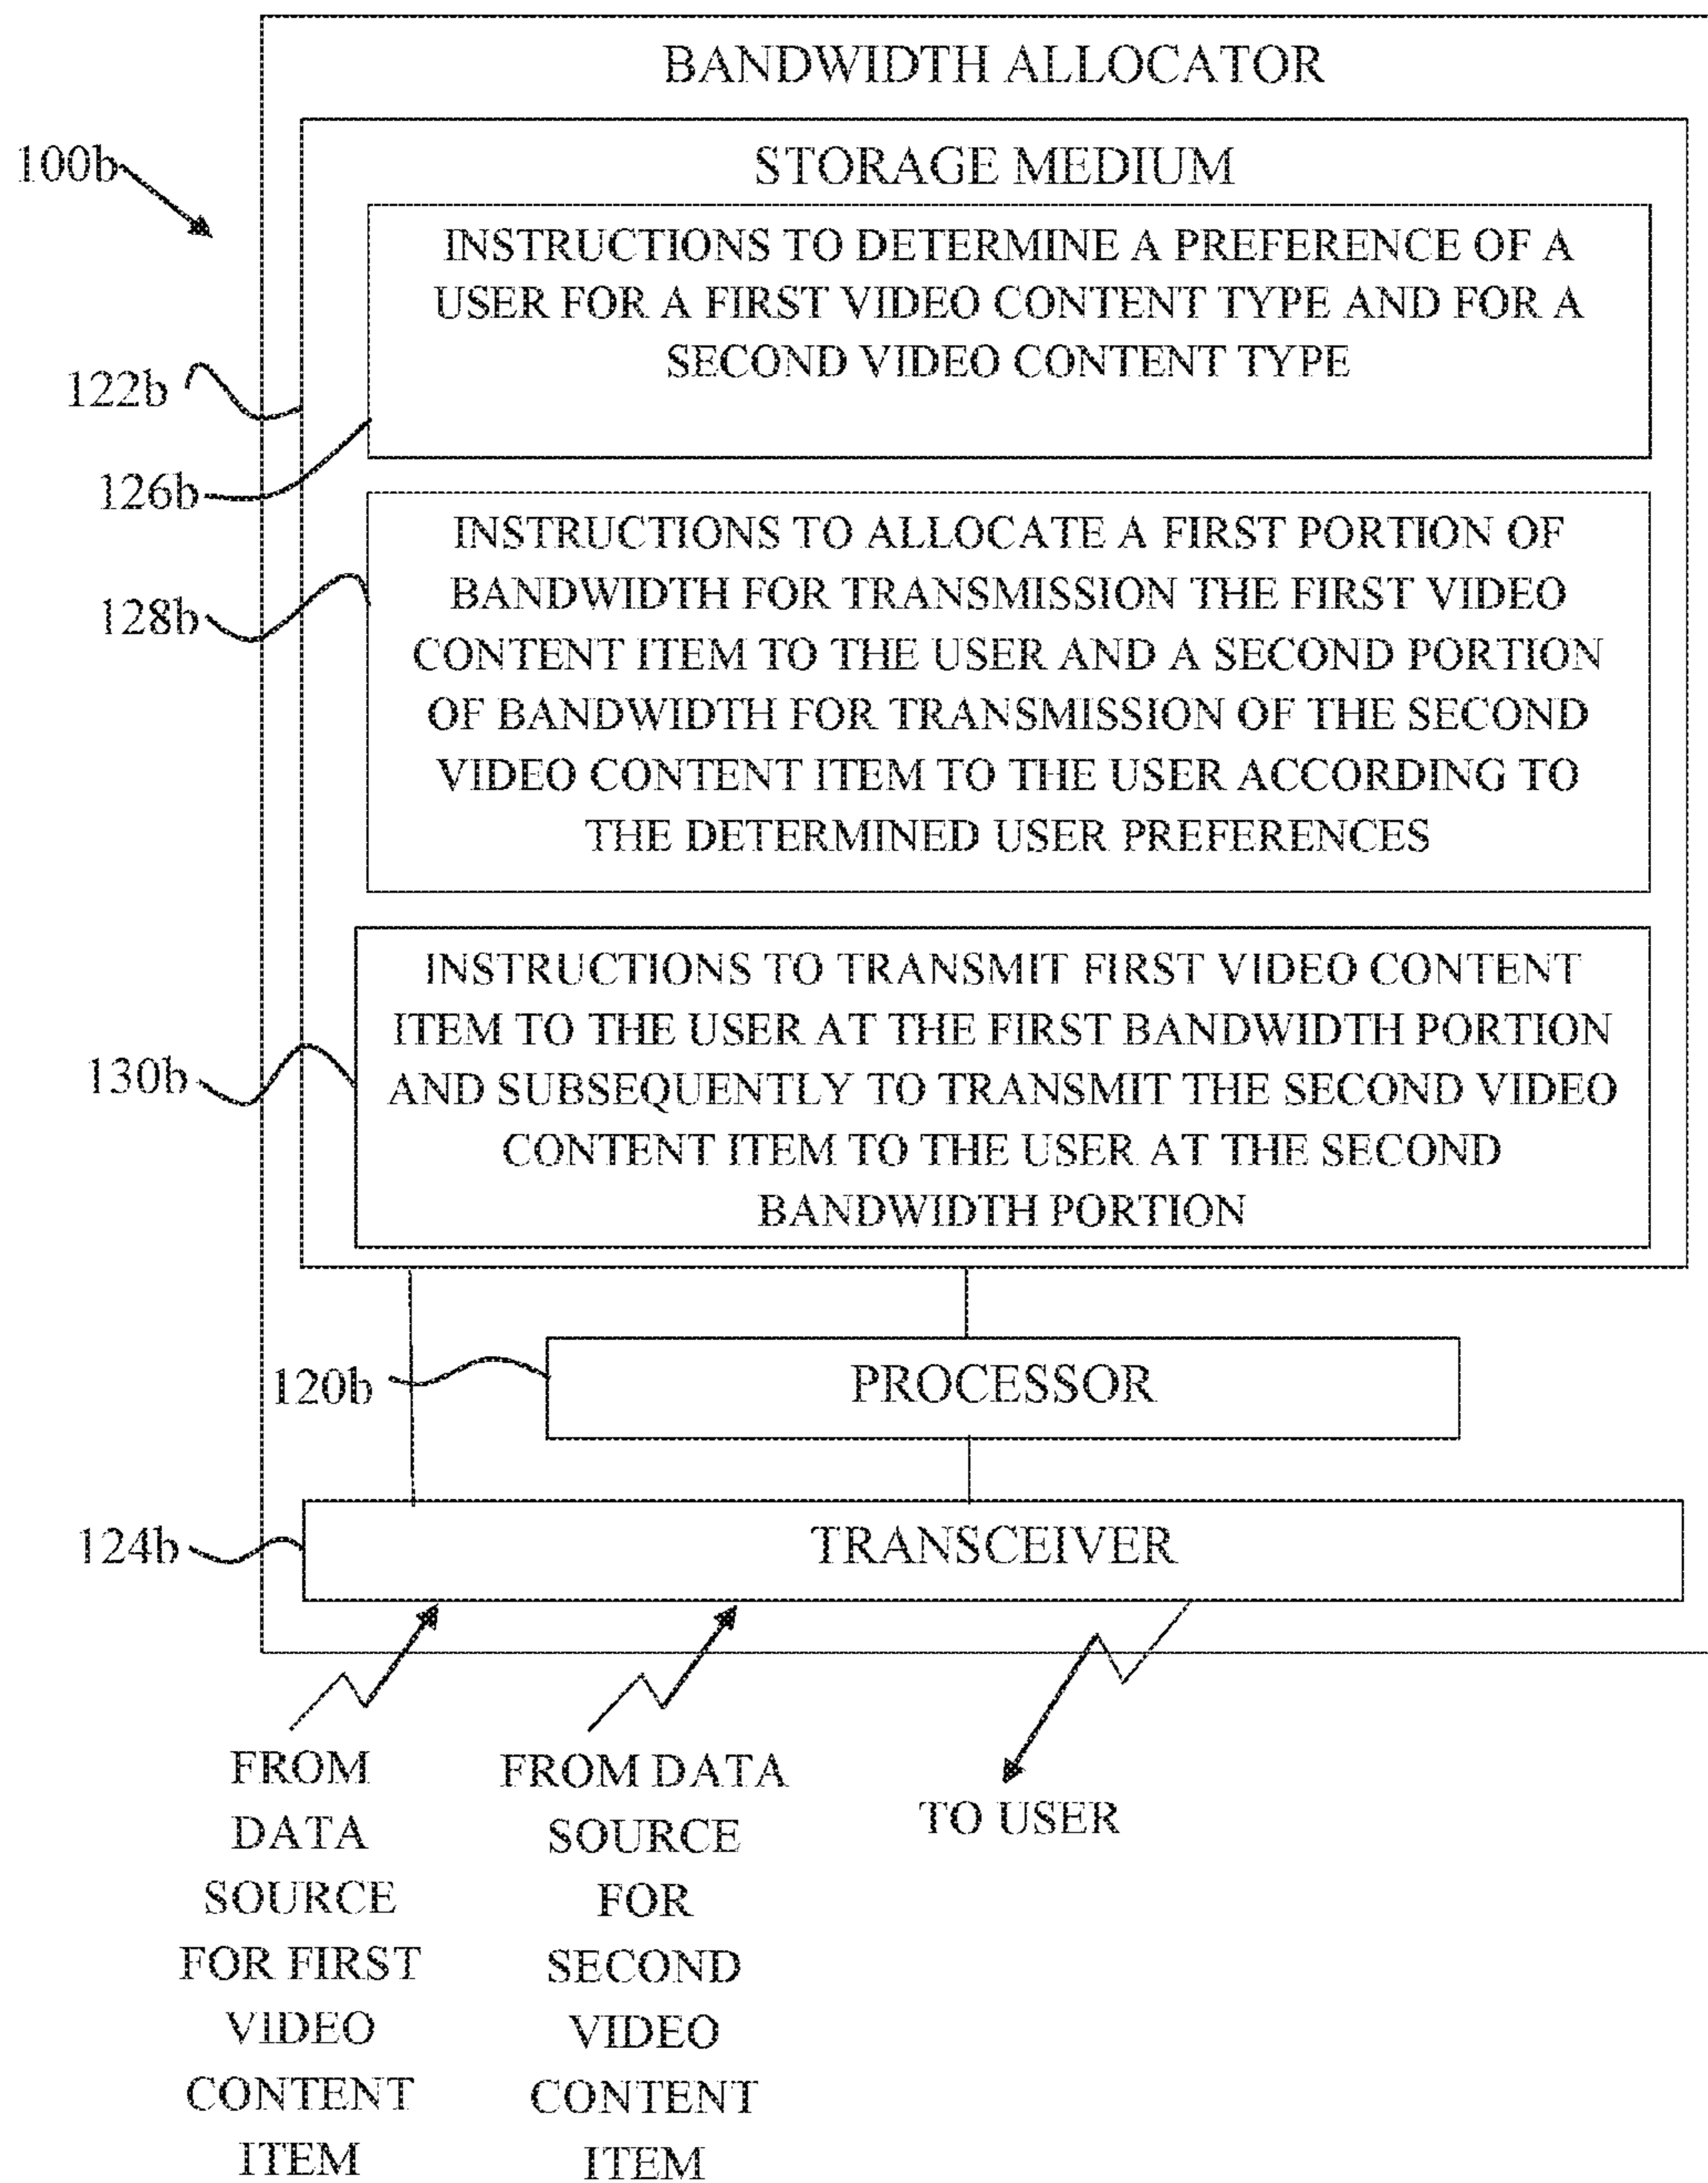 BANDWIDTH ALLOCATOR
100b
STORAGE MEDIUM
INSTRUCTIONS TO DETERMINE A PREFERENCE OF A
USER FOR A FIRST VIDEO CONTENT TYPE AND FOR A
SECOND VIDEO CONTENT TYPE
122b
126b
INSTRUCTIONS TO ALLOCATE A FIRST PORTION OF
BANDWIDTH FOR TRANSMISSION THE FIRST VIDEO
CONTENT ITEM TO THE USER AND A SECOND PORTION
OF BANDWIDTH FOR TRANSMISSION OF THE SECOND
VIDEO CONTENT ITEM TO THE USER ACCORDING TO
THE DETERMINED USER PREFERENCES
128b
INSTRUCTIONS TO TRANSMIT FIRST VIDEO CONTENT
ITEM TO THE USER AT THE FIRST BANDWIDTH PORTION
AND SUBSEQUENTLY TO TRANSMIT THE SECOND VIDEO
CONTENT ITEM TO THE USER AT THE SECOND
BANDWIDTH PORTION
130b
120b
PROCESSOR
124b
TRANSCEIVER
FROM
DATA
SOURCE
FOR FIRST
VIDEO
CONTENT
ITEM
FROM DATA
SOURCE
FOR
SECOND
VIDEO
CONTENT
ITEM
TO USER